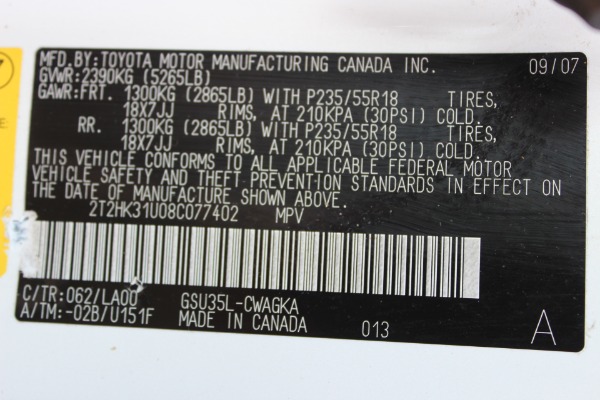 MFD. BY: TOYOTA MOTOR MANUFACTURING CANADA INC. 09/07
GVWR: 2390KG (5265LB)
GAWR: FRT. 1300KG (2865LB) WITH P235/55R18 TIRES,
18X7JJ RIMS, AT 210KPA (30PSI) COLD.
RR. 1300KG (2865LB) WITH P235/55R18 TIRES,
18X7JJ RIMS, AT 210KPA (30PSI) COLD.
THIS VEHICLE CONFORMS TO ALL APPLICABLE FEDERAL MOTOR
VEHICLE SAFETY AND THEFT PREVENTION STANDARDS IN EFFECT ON
THE DATE OF MANUFACTURE SHOWN ABOVE.
2T2HK31U08C077402 MPV
C/TR: 062/LA00 GSU35L-CWAGKA
A/TM: -02B/U151F MADE IN CANADA 013 A